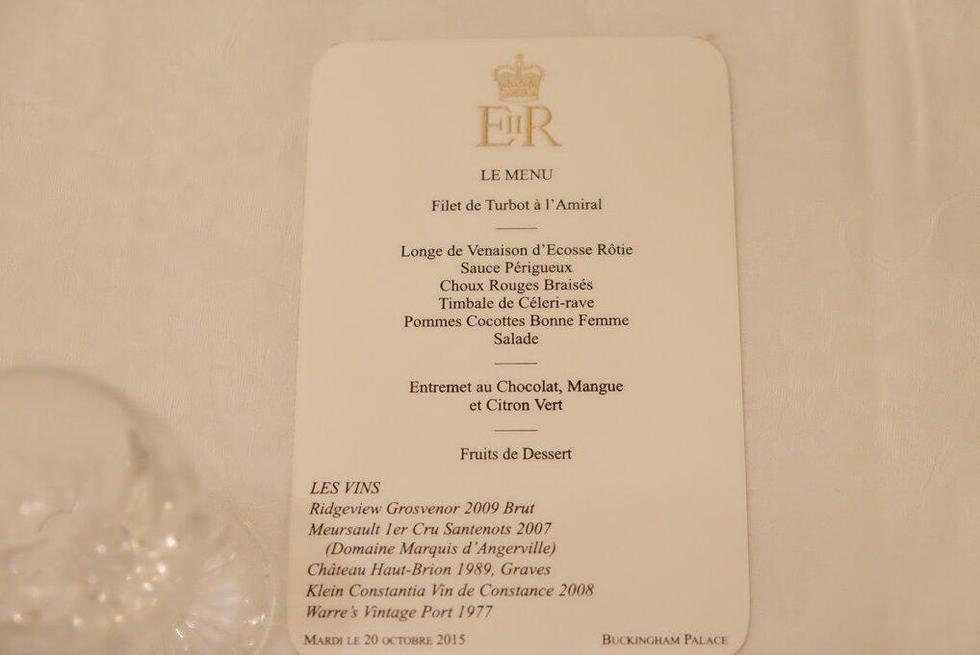 EIIR
LE MENU
Filet de Turbot à l'Amiral
Longe de Venaison d'Ecosse Rôtie
Sauce Périgueux
Choux Rouges Braisés
Timbale de Céleri-rave
Pommes Cocottes Bonne Femme
Salade
Entremet au Chocolat, Mangue
et Citron Vert
Fruits de Dessert
LES VINS
Ridgeview Grosvenor 2009 Brut
Meursault 1er Cru Santenots 2007
(Domaine Marquis d'Angerville)
Château Haut-Brion 1989, Graves
Klein Constantia Vin de Constance 2008
Warre's Vintage Port 1977
MARDI LE 20 OCTOBRE 2015 BUCKINGHAM PALACE